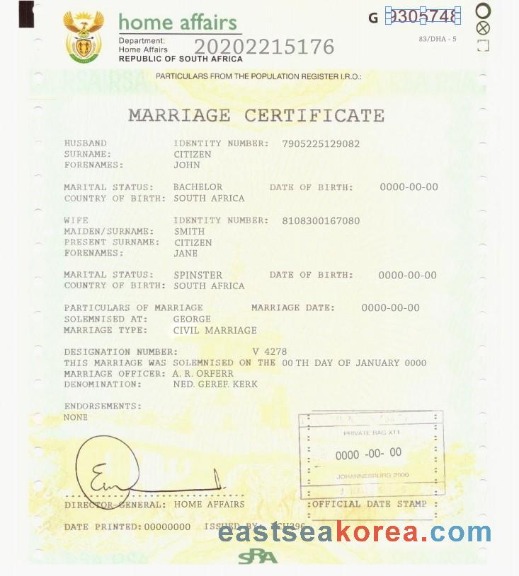 home affairs
G 9305748
Department:
Home Affairs
REPUBLIC OF SOUTH AFRICA
20202215176
83/DHA - 5
PARTICULARS FROM THE POPULATION REGISTER I.R.O.:
MARRIAGE CERTIFICATE
HUSBAND IDENTITY NUMBER: 7905225129082
SURNAME: CITIZEN
FORENAMES: JOHN
MARITAL STATUS: BACHELOR DATE OF BIRTH: 0000-00-00
COUNTRY OF BIRTH: SOUTH AFRICA
WIFE IDENTITY NUMBER: 8108300167080
MAIDEN/SURNAME: SMITH
PRESENT SURNAME: CITIZEN
FORENAMES: JANE
MARITAL STATUS: SPINSTER DATE OF BIRTH: 0000-00-00
COUNTRY OF BIRTH: SOUTH AFRICA
PARTICULARS OF MARRIAGE MARRIAGE DATE: 0000-00-00
SOLEMNISED AT: GEORGE
MARRIAGE TYPE: CIVIL MARRIAGE
DESIGNATION NUMBER: V 4278
THIS MARRIAGE WAS SOLEMNISED ON THE 00 TH DAY OF JANUARY 0000
MARRIAGE OFFICER: A. R. ORFERR
DENOMINATION: NED. GEREF. KERK
ENDORSEMENTS:
NONE
PRIVATE BAG X11
0000 -00- 00
JOHANNESBURG 2000
DIRECTOR-GENERAL: HOME AFFAIRS
OFFICIAL DATE STAMP
DATE PRINTED: 00000000 ISSUED BY:
eastseakorea.com